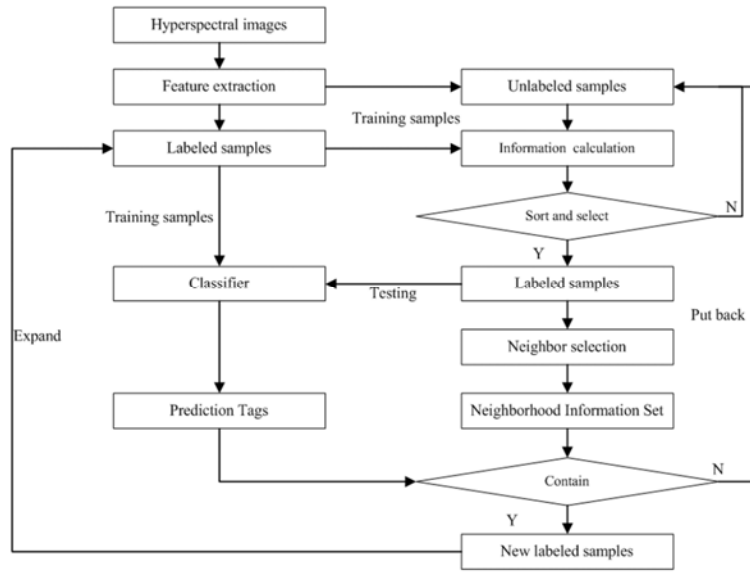 Hyperspectral images
Feature extraction
Unlabeled samples
Training samples
Labeled samples
Information calculation
N
Training samples
Sort and select
Y
Classifier
Testing
Labeled samples
Expand
Put back
Neighbor selection
Prediction Tags
Neighborhood Information Set
N
Contain
Y
New labeled samples